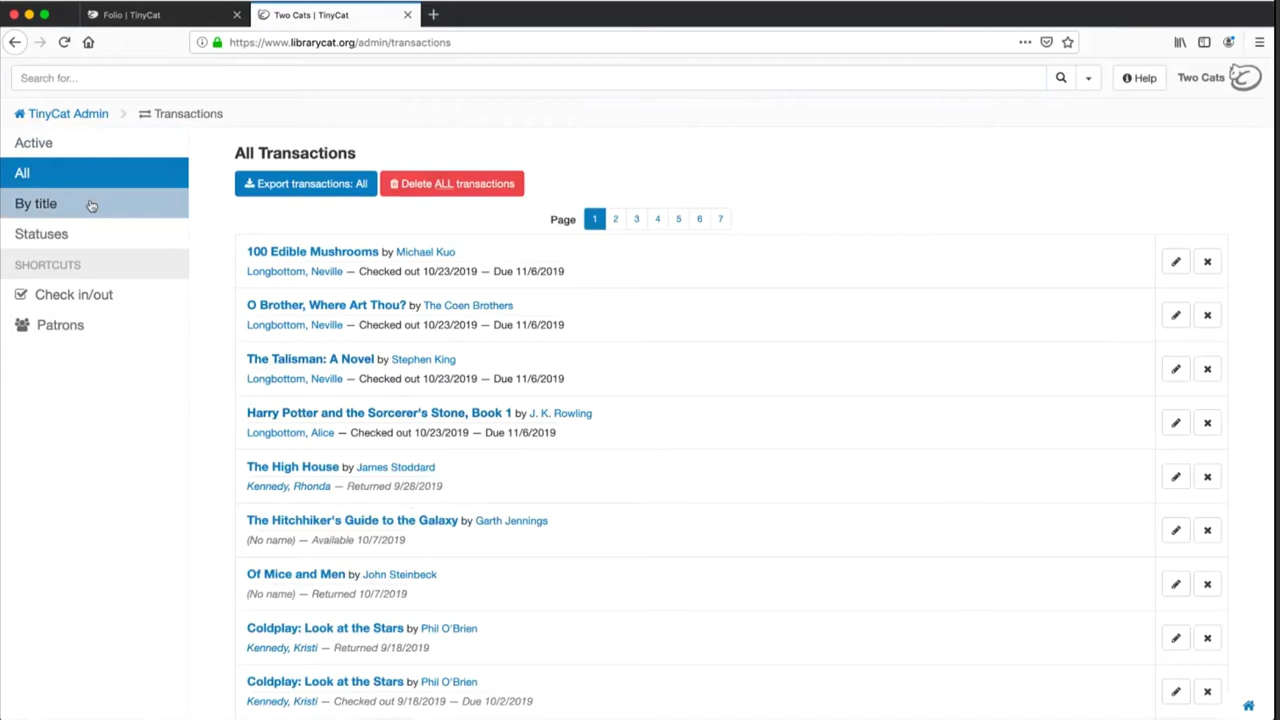 Folio | TinyCat
Two Cats | TinyCat
https://www.librarycat.org/admin/transactions
Search for...
Help
Two Cats
TinyCat Admin
Transactions
Active
All
By title
Statuses
SHORTCUTS
Check in/out
Patrons
All Transactions
Export transactions: All
Delete ALL transactions
Page 1 2 3 4 5 6 7
100 Edible Mushrooms by Michael Kuo
Longbottom, Neville — Checked out 10/23/2019 — Due 11/6/2019
O Brother, Where Art Thou? by The Coen Brothers
Longbottom, Neville — Checked out 10/23/2019 — Due 11/6/2019
The Talisman: A Novel by Stephen King
Longbottom, Neville — Checked out 10/23/2019 — Due 11/6/2019
Harry Potter and the Sorcerer's Stone, Book 1 by J. K. Rowling
Longbottom, Alice — Checked out 10/23/2019 — Due 11/6/2019
The High House by James Stoddard
Kennedy, Rhonda — Returned 9/28/2019
The Hitchhiker's Guide to the Galaxy by Garth Jennings
(No name) — Available 10/7/2019
Of Mice and Men by John Steinbeck
(No name) — Returned 10/7/2019
Coldplay: Look at the Stars by Phil O'Brien
Kennedy, Kristi — Returned 9/18/2019
Coldplay: Look at the Stars by Phil O'Brien
Kennedy, Kristi — Checked out 9/18/2019 — Due 10/2/2019